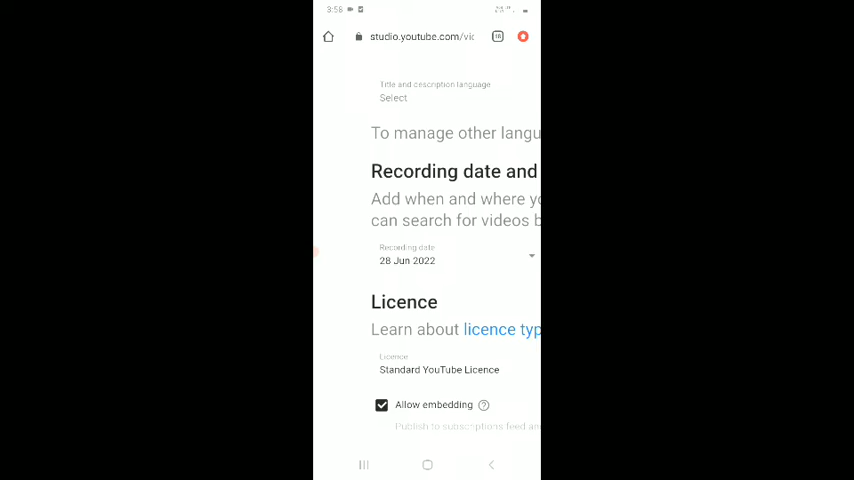 3:58
studio.youtube.com/vic
18
Title and description language
Select
To manage other langu
Recording date and
Add when and where yo
can search for videos b
Recording date
28 Jun 2022
Licence
Learn about licence typ
Licence
Standard YouTube Licence
Allow embedding ?
Publish to subscriptions feed an